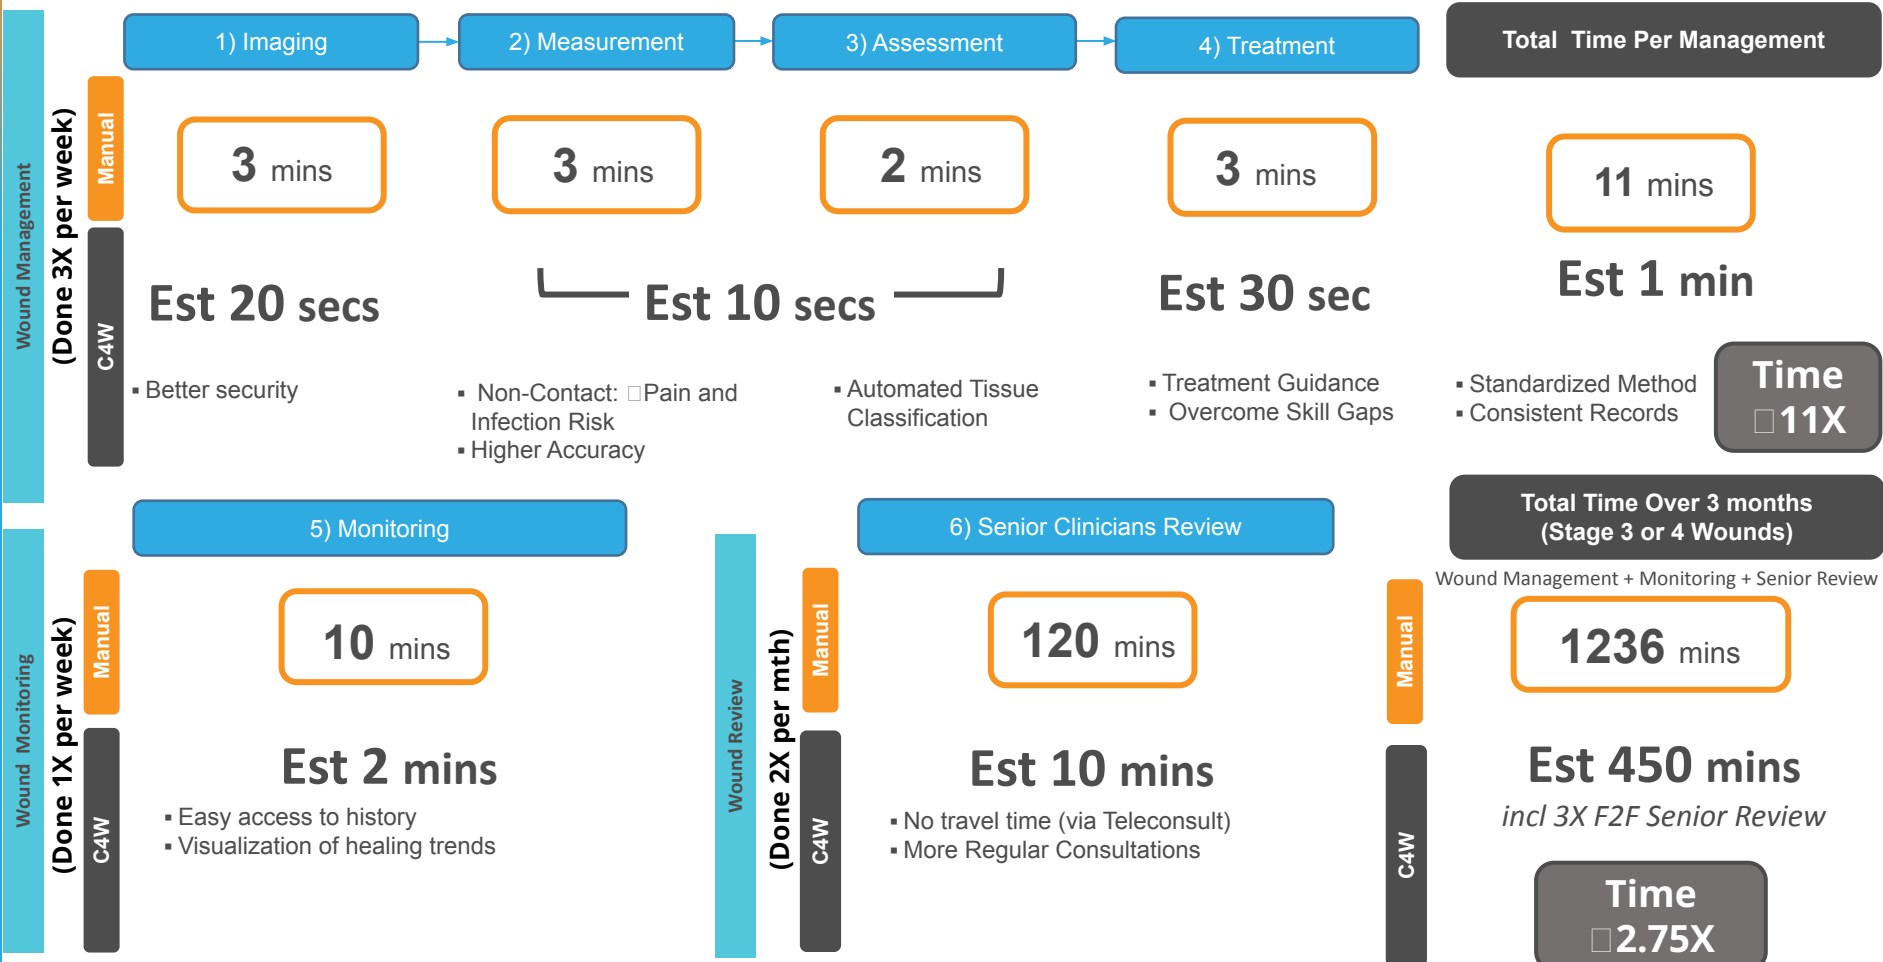 1) Imaging
2) Measurement
3) Assessment
4) Treatment
Total Time Per Management
Wound Management
(Done 3X per week)
Manual
3 mins
3 mins
2 mins
3 mins
11 mins
C4W
Est 20 secs
Est 10 secs
Est 30 sec
Est 1 min
▪ Better security
▪ Non-Contact: □Pain and
Infection Risk
▪ Higher Accuracy
▪ Automated Tissue
Classification
▪ Treatment Guidance
▪ Overcome Skill Gaps
▪ Standardized Method
▪ Consistent Records
Time
□11X
5) Monitoring
Wound Monitoring
(Done 1X per week)
Manual
10 mins
C4W
Est 2 mins
▪ Easy access to history
▪ Visualization of healing trends
6) Senior Clinicians Review
Wound Review
(Done 2X per mth)
Manual
120 mins
C4W
Est 10 mins
▪ No travel time (via Teleconsult)
▪ More Regular Consultations
Total Time Over 3 months
(Stage 3 or 4 Wounds)
Wound Management + Monitoring + Senior Review
Manual
1236 mins
C4W
Est 450 mins
incl 3X F2F Senior Review
Time
□2.75X